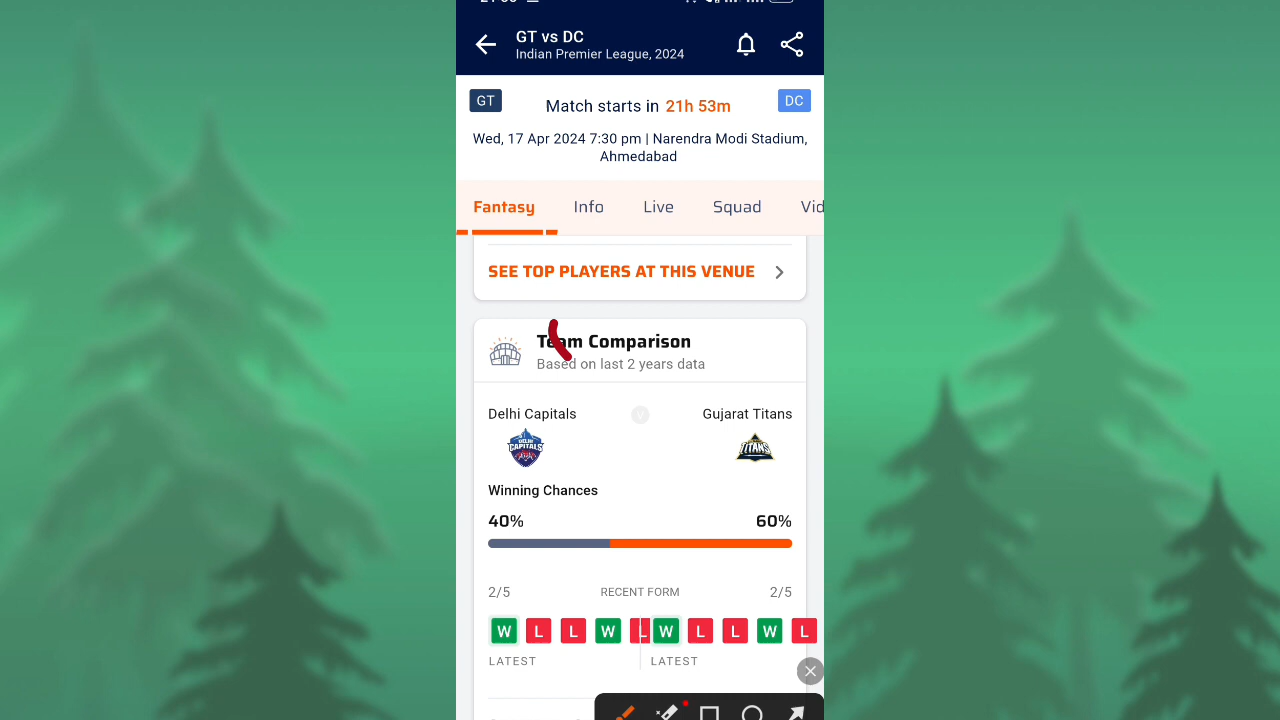 GT vs DC
Indian Premier League, 2024
GT
Match starts in 21h 53m
DC
Wed, 17 Apr 2024 7:30 pm | Narendra Modi Stadium,
Ahmedabad
Fantasy Info Live Squad Vid
SEE TOP PLAYERS AT THIS VENUE
Team Comparison
Based on last 2 years data
Delhi Capitals V Gujarat Titans
DELHI
CAPITALS
TITANS
Winning Chances
40% 60%
2/5 RECENT FORM 2/5
W L L W L W L L W L
LATEST LATEST